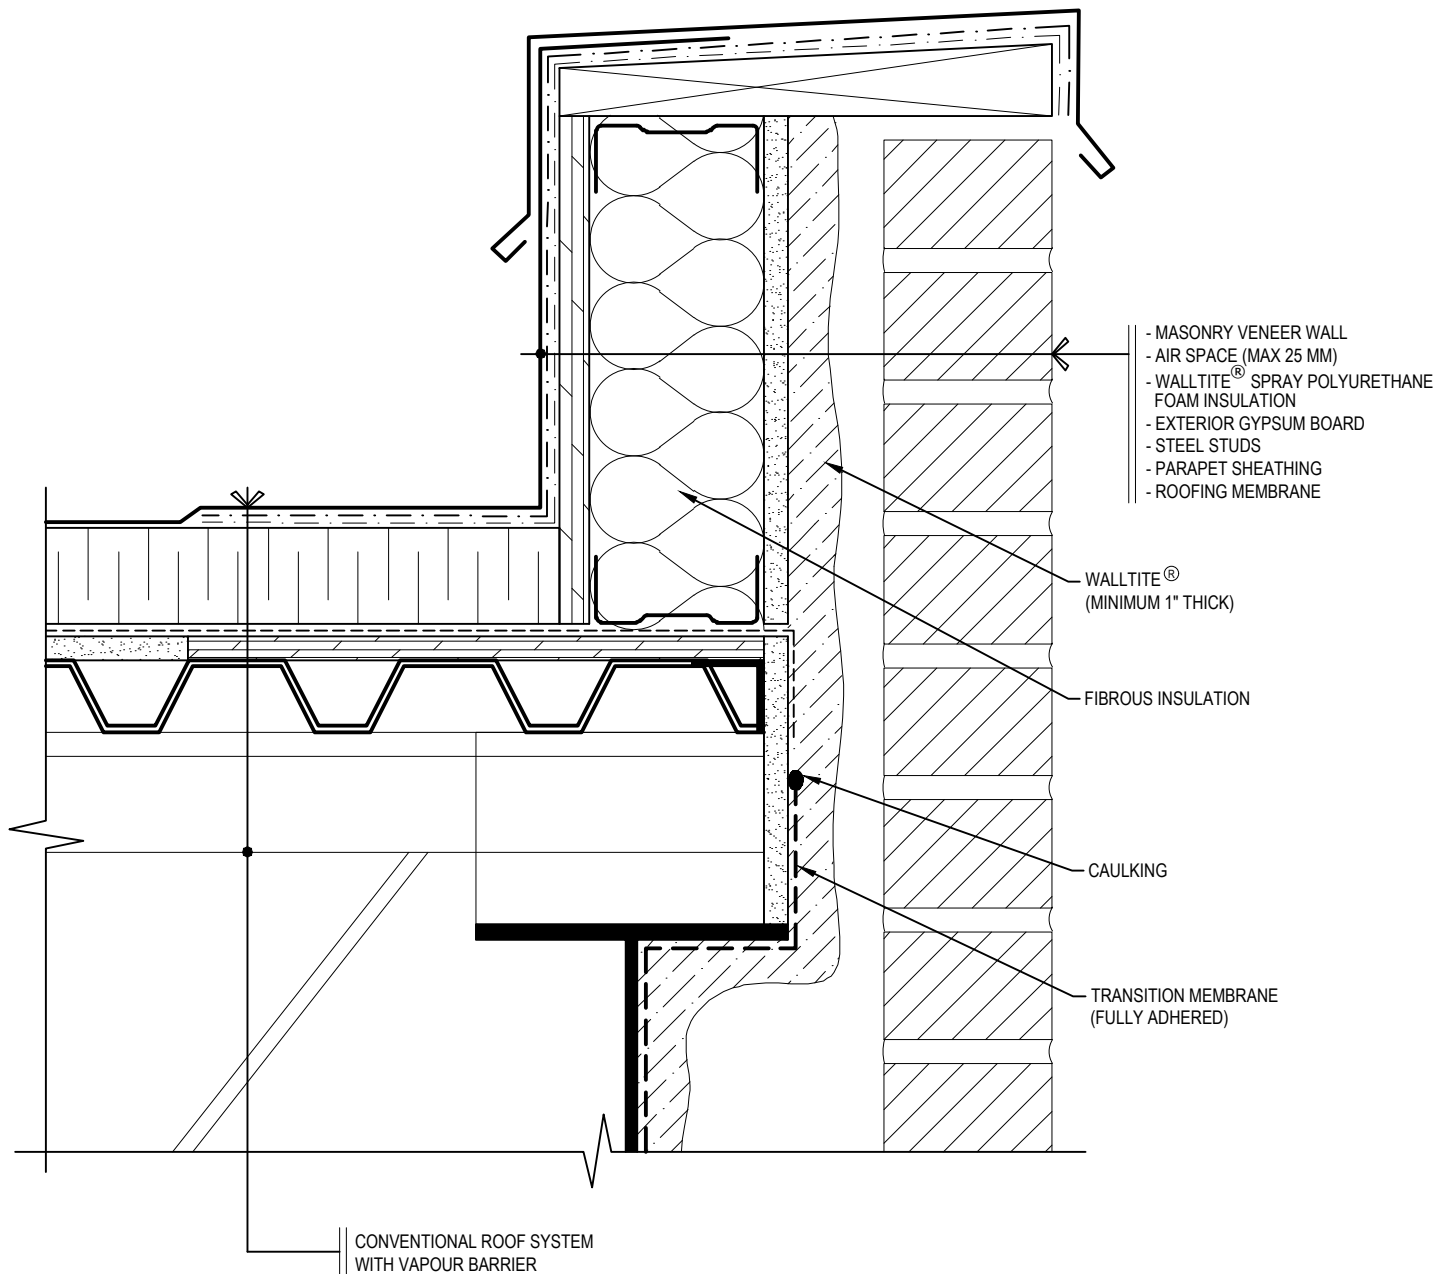 - MASONRY VENEER WALL
- AIR SPACE (MAX 25 MM)
- WALLTITE® SPRAY POLYURETHANE
FOAM INSULATION
- EXTERIOR GYPSUM BOARD
- STEEL STUDS
- PARAPET SHEATHING
- ROOFING MEMBRANE
WALLTITE®
(MINIMUM 1" THICK)
FIBROUS INSULATION
CAULKING
TRANSITION MEMBRANE
(FULLY ADHERED)
CONVENTIONAL ROOF SYSTEM
WITH VAPOUR BARRIER